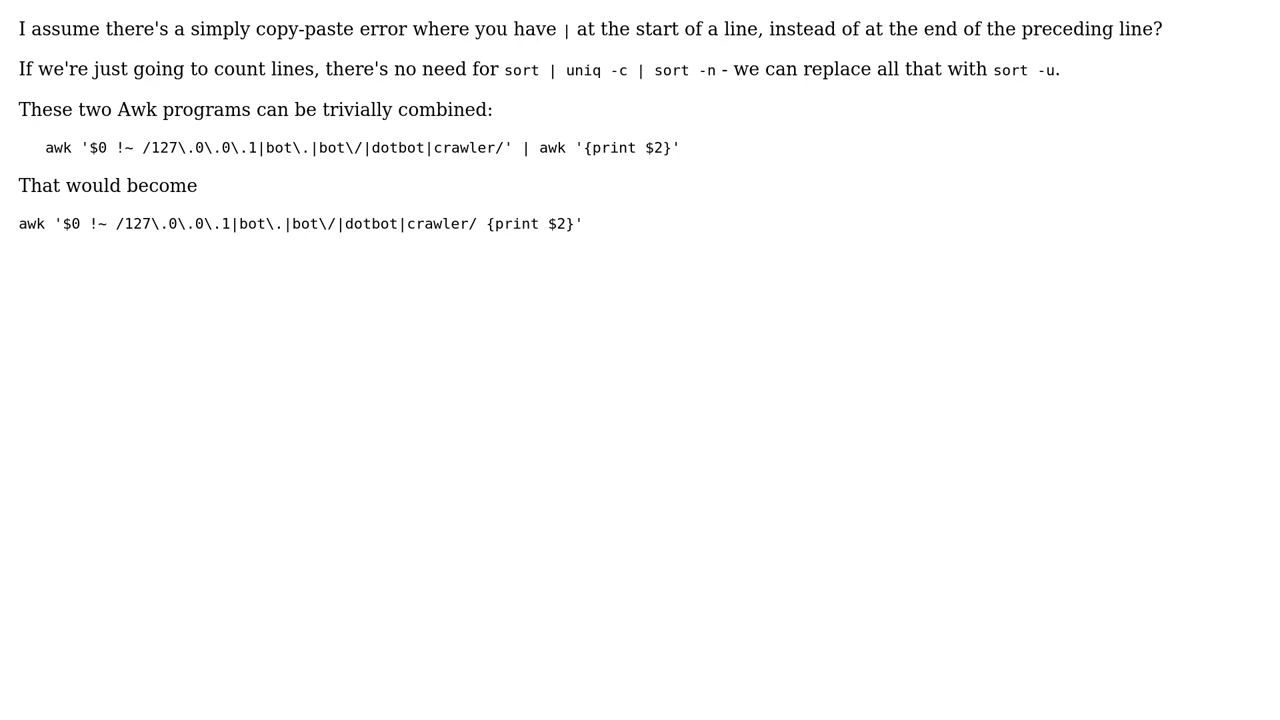 I assume there's a simply copy-paste error where you have | at the start of a line, instead of at the end of the preceding line?
If we're just going to count lines, there's no need for sort | uniq -c | sort -n - we can replace all that with sort -u.
These two Awk programs can be trivially combined:
awk '$0 !~ /127\.0\.0\.1|bot\.|bot\/|dotbot|crawler/' | awk '{print $2}'
That would become
awk '$0 !~ /127\.0\.0\.1|bot\.|bot\/|dotbot|crawler/ {print $2}'